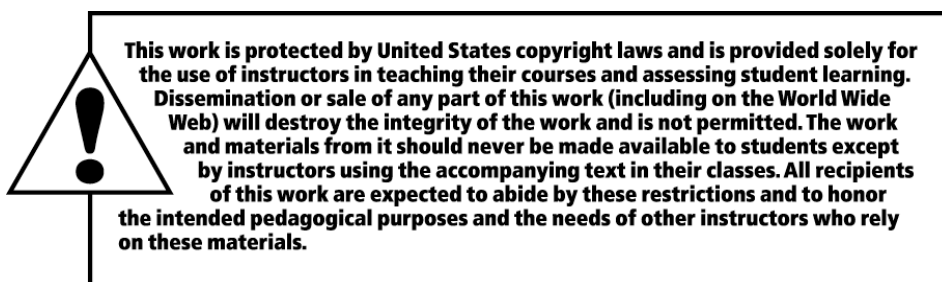 This work is protected by United States copyright laws and is provided solely for
the use of instructors in teaching their courses and assessing student learning.
Dissemination or sale of any part of this work (including on the World Wide
Web) will destroy the integrity of the work and is not permitted. The work
and materials from it should never be made available to students except
by instructors using the accompanying text in their classes. All recipients
of this work are expected to abide by these restrictions and to honor
the intended pedagogical purposes and the needs of other instructors who rely
on these materials.